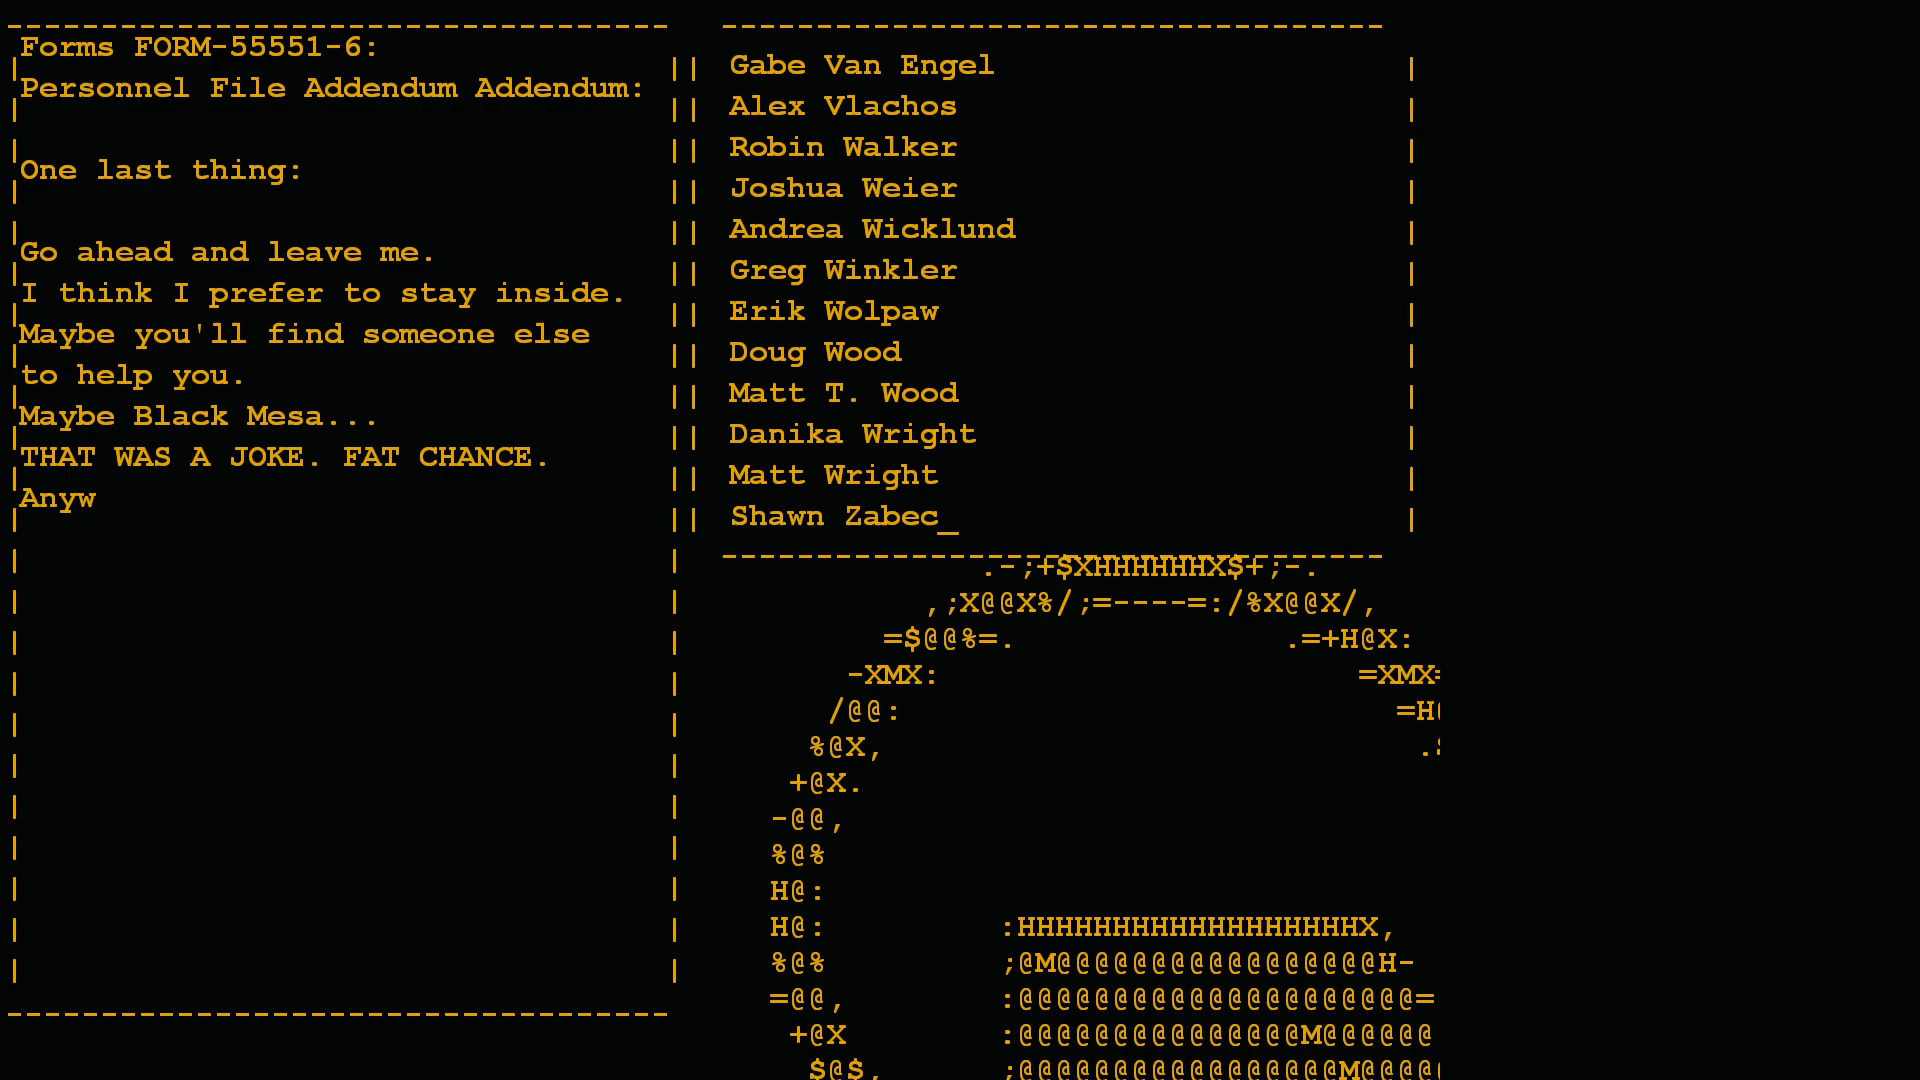 Forms FORM-55551-6:
Personnel File Addendum Addendum:
One last thing:
Go ahead and leave me.
I think I prefer to stay inside.
Maybe you'll find someone else
to help you.
Maybe Black Mesa...
THAT WAS A JOKE. FAT CHANCE.
Anyw
Gabe Van Engel
Alex Vlachos
Robin Walker
Joshua Weier
Andrea Wicklund
Greg Winkler
Erik Wolpaw
Doug Wood
Matt T. Wood
Danika Wright
Matt Wright
Shawn Zabec_